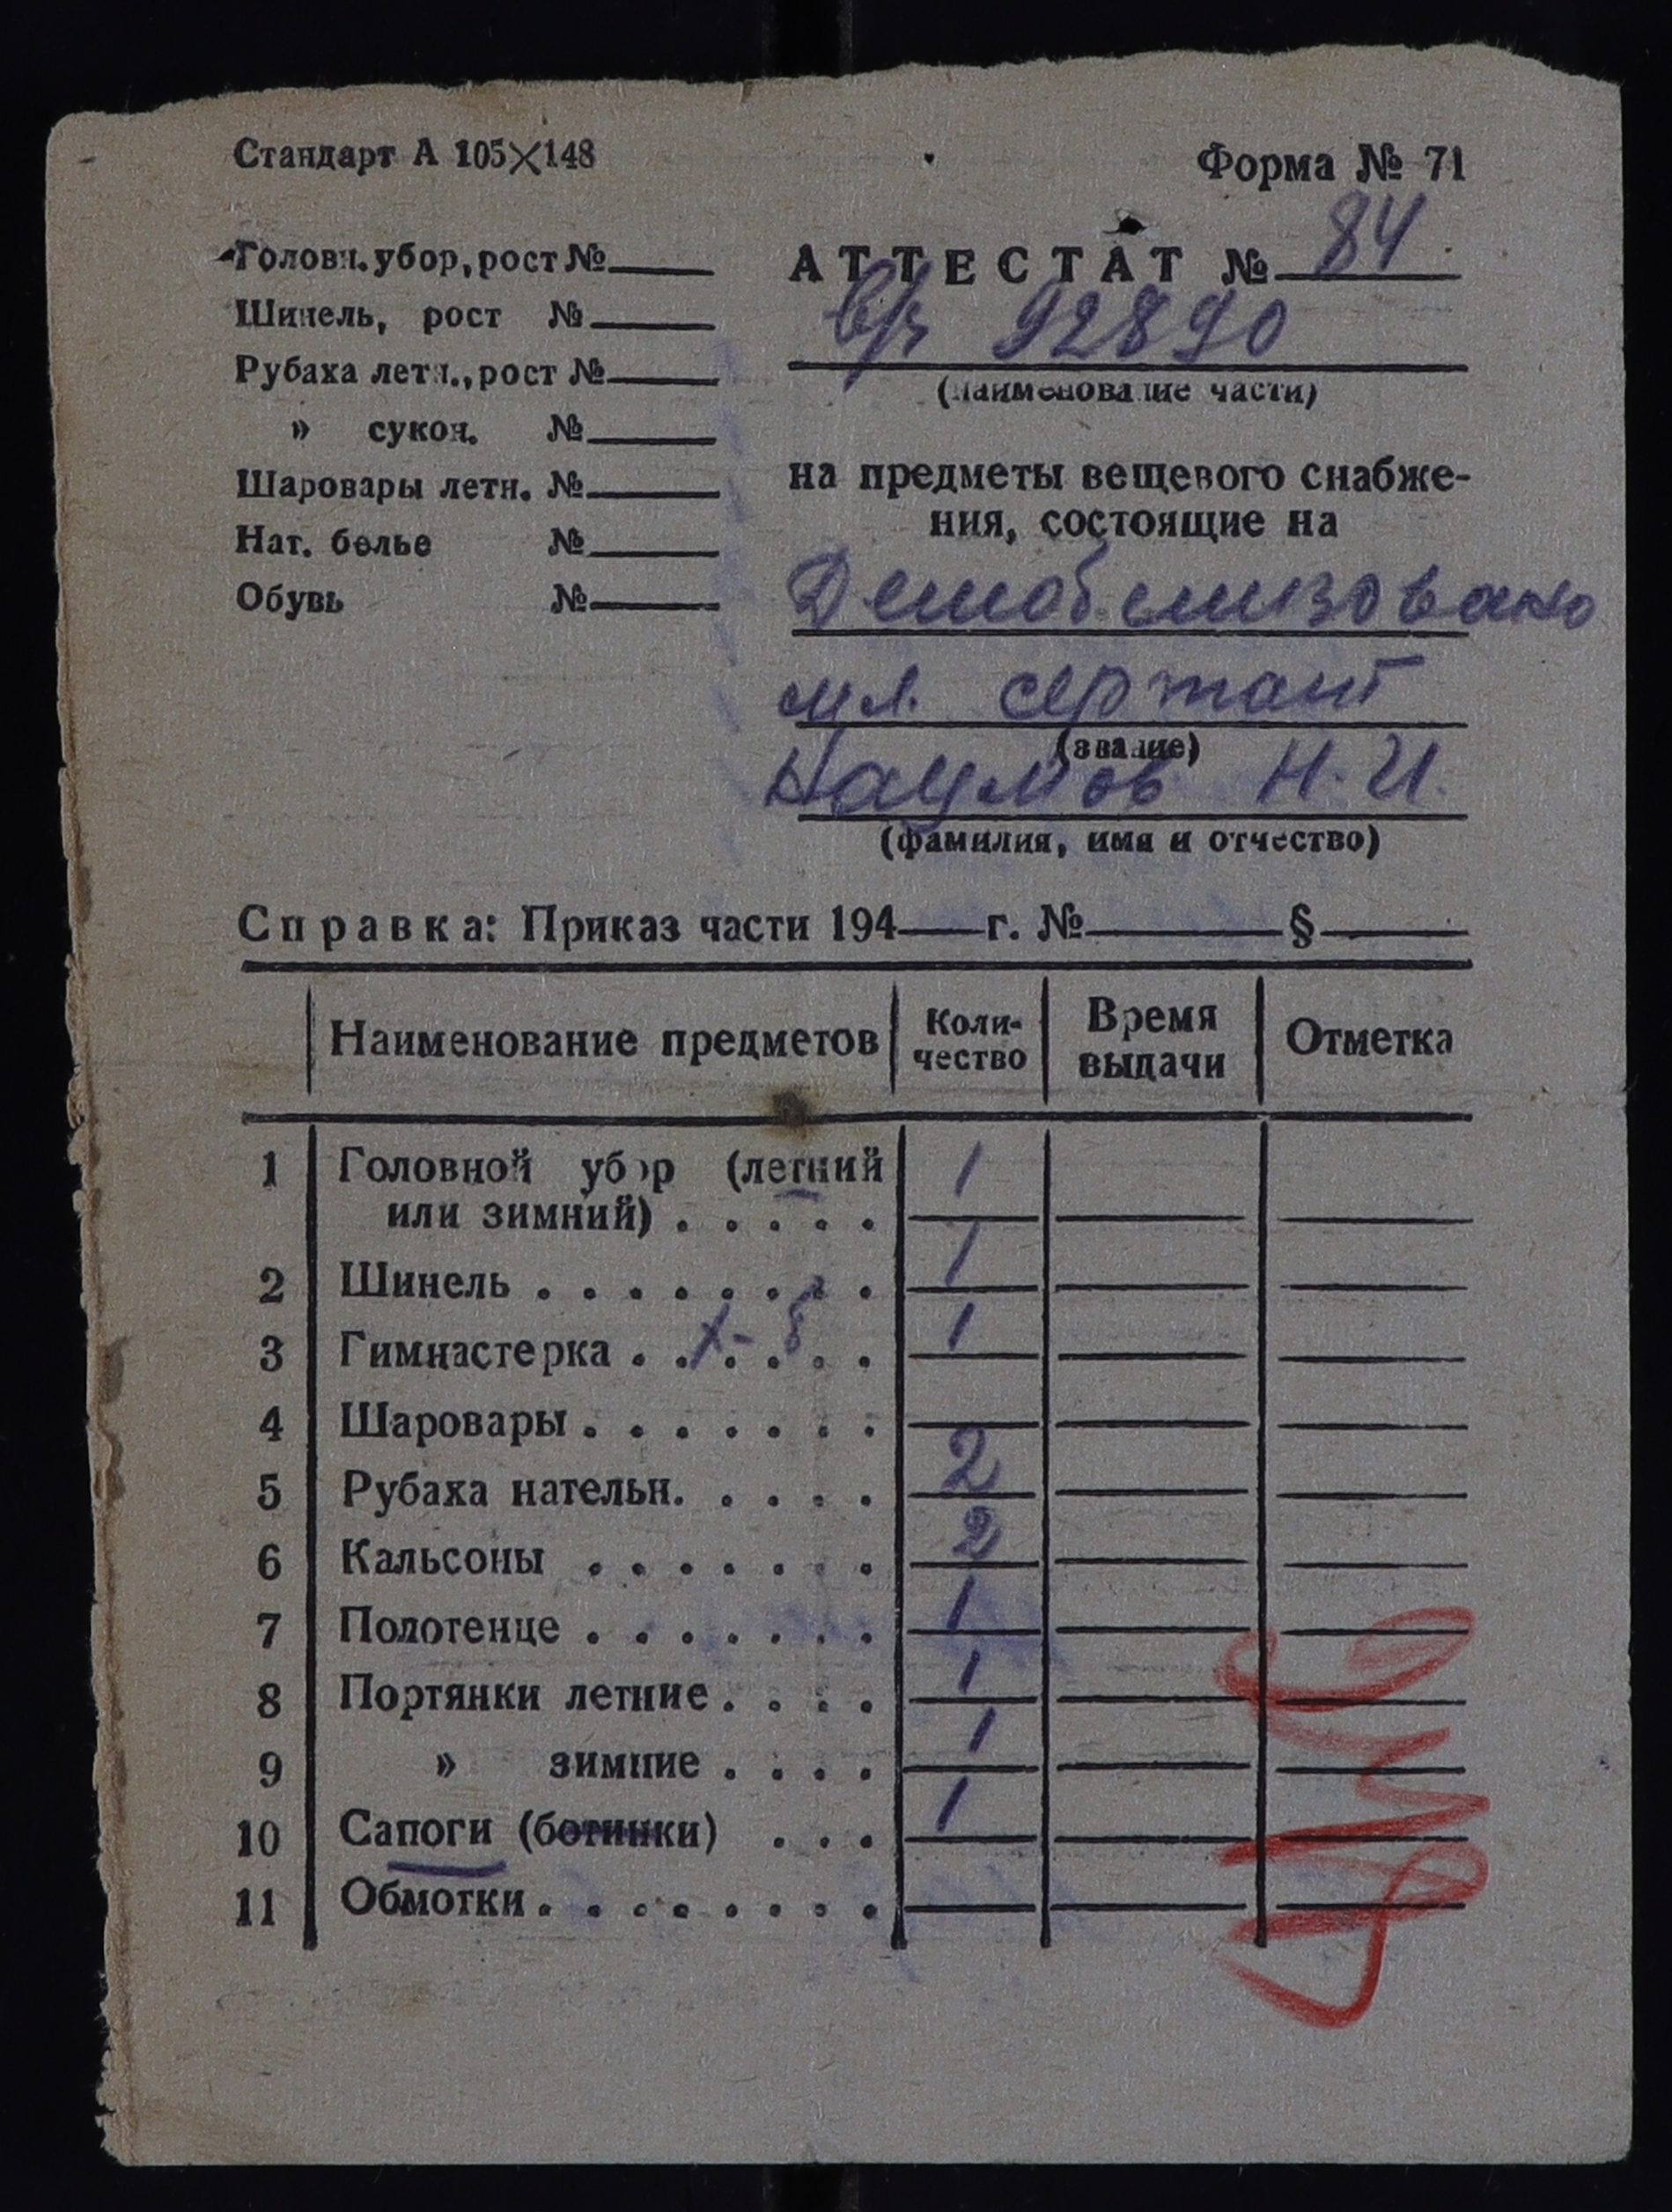 Стандарт А 105×148
Форма № 71
Головн. убор, рост №
Шинель, рост №
Рубаха летн., рост №
» сукон. №
Шаровары летн. №
Нат. белье №
Обувь №
АТТЕСТАТ № 84
в/ч 92890
(наименование части)
на предметы вещевого снабже-
ния, состоящие на
Демобилизовано
мл. сержант
(звание)
Наумов Н. И.
(фамилия, имя и отчество)
Справка: Приказ части 194 г. № §
Наименование предметов Коли-чество Время выдачи Отметка
1 Головной убор (летний
или зимний) . . . . . 1
2 Шинель . . . . . . . . 1
3 Гимнастерка . . . . . . х-б 1
4 Шаровары . . . . . . .
5 Рубаха нательн. . . . . 2
6 Кальсоны . . . . . . . 2
7 Полотенце . . . . . . . 1
8 Портянки летние . . . . 1
9 » зимние . . . . 1
10 Сапоги (ботинки) . . . 1
11 Обмотки . . . . . . . .